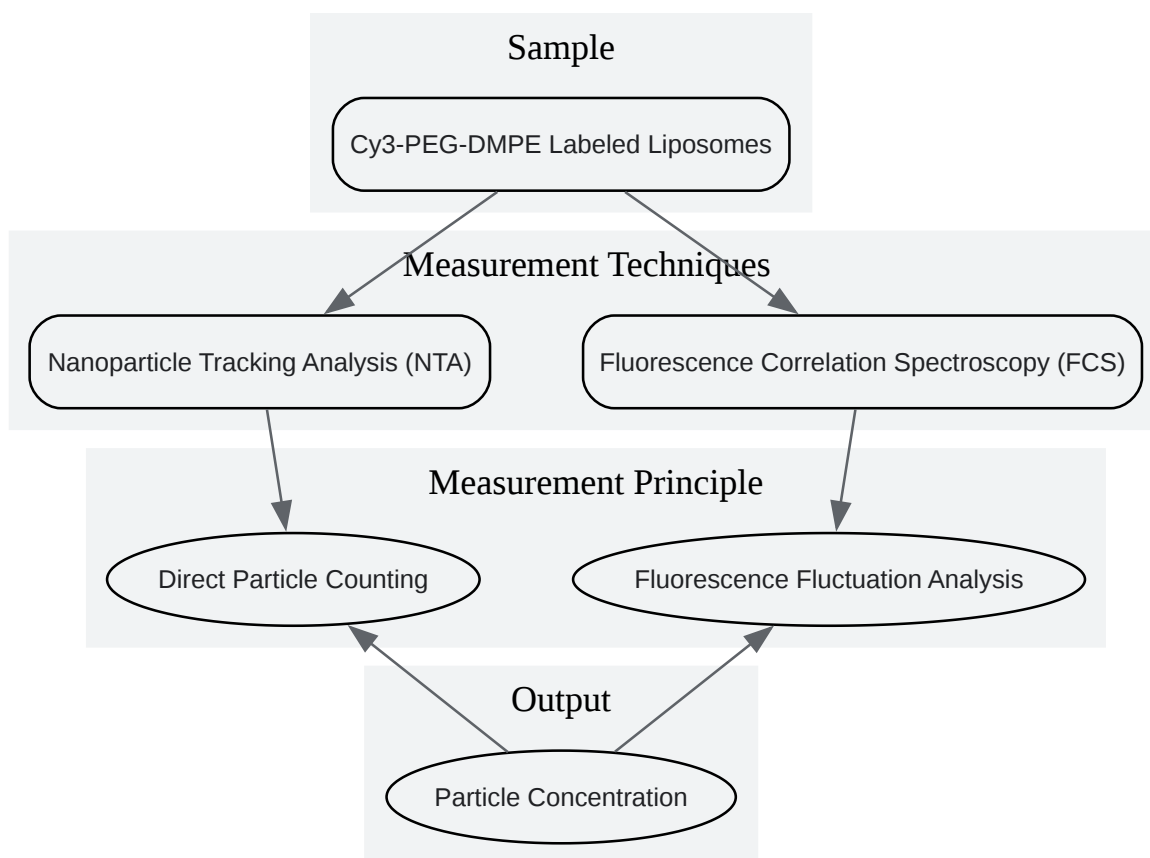 Sample
Cy3-PEG-DMPE Labeled Liposomes
Measurement Techniques
Nanoparticle Tracking Analysis (NTA)
Fluorescence Correlation Spectroscopy (FCS)
Measurement Principle
Direct Particle Counting
Fluorescence Fluctuation Analysis
Output
Particle Concentration